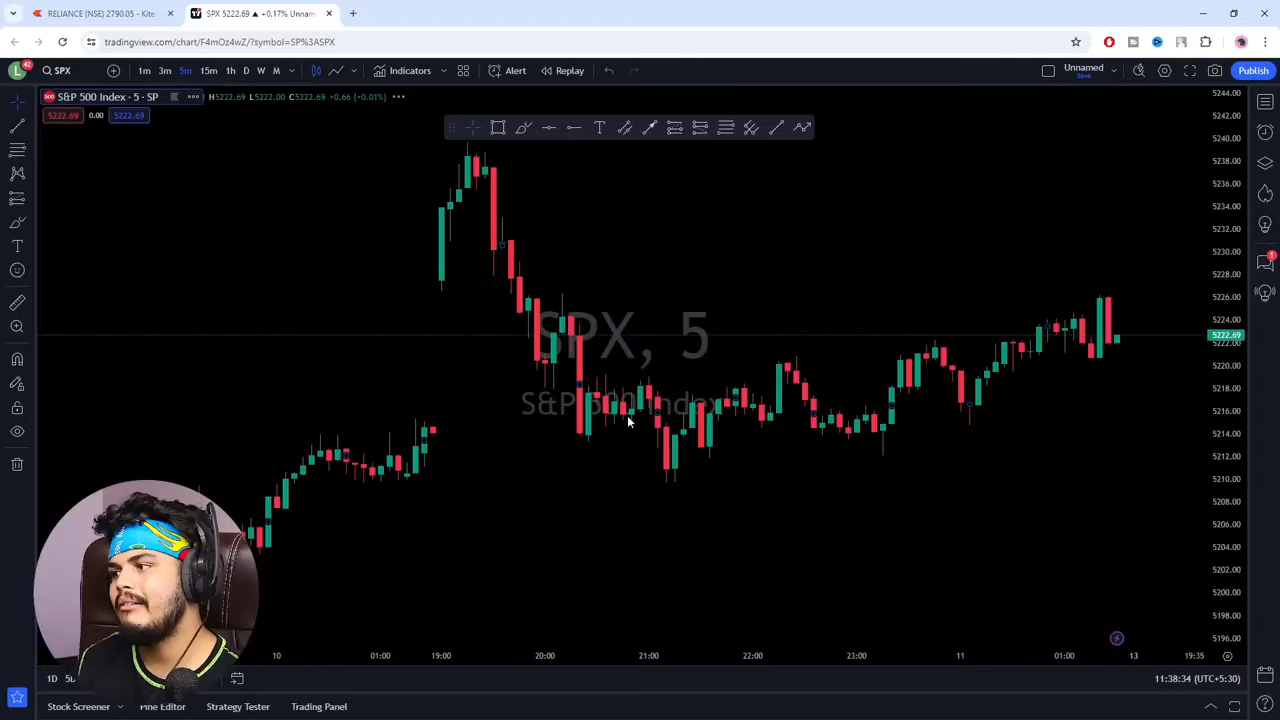 RELIANCE (NSE) 2790.05 - Kite
SPX 5222.69 ▲ +0.17% Unnam
tradingview.com/chart/F4mOz4wZ/?symbol=SP%3ASPX
L 42 SPX 1m 3m 5m 15m 1h D W M Indicators Alert Replay Unnamed Save Publish
500 S&P 500 Index · 5 · SP H5222.69 L5222.00 C5222.69 +0.66 (+0.01%)
5222.69 0.00 5222.69
SPX, 5
S&P 500 Index
5244.00
5242.00
5240.00
5238.00
5236.00
5234.00
5232.00
5230.00
5228.00
5226.00
5224.00
5222.69
5222.00
5220.00
5218.00
5216.00
5214.00
5212.00
5210.00
5208.00
5206.00
5204.00
5202.00
5200.00
5198.00
5196.00
1
10 01:00 19:00 20:00 21:00 22:00 23:00 11 01:00 13 19:35
1D 11:38:34 (UTC+5:30)
Stock Screener Pine Editor Strategy Tester Trading Panel